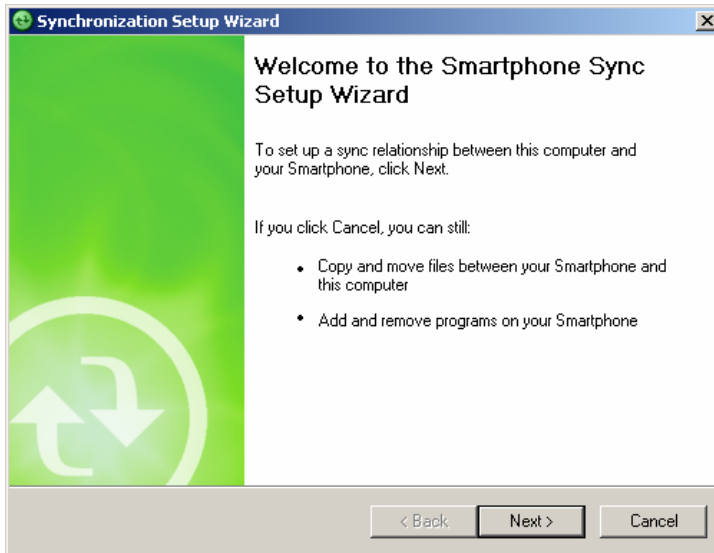 Synchronization Setup Wizard
Welcome to the Smartphone Sync
Setup Wizard
To set up a sync relationship between this computer and
your Smartphone, click Next.
If you click Cancel, you can still:
• Copy and move files between your Smartphone and
this computer
• Add and remove programs on your Smartphone
< Back
Next >
Cancel